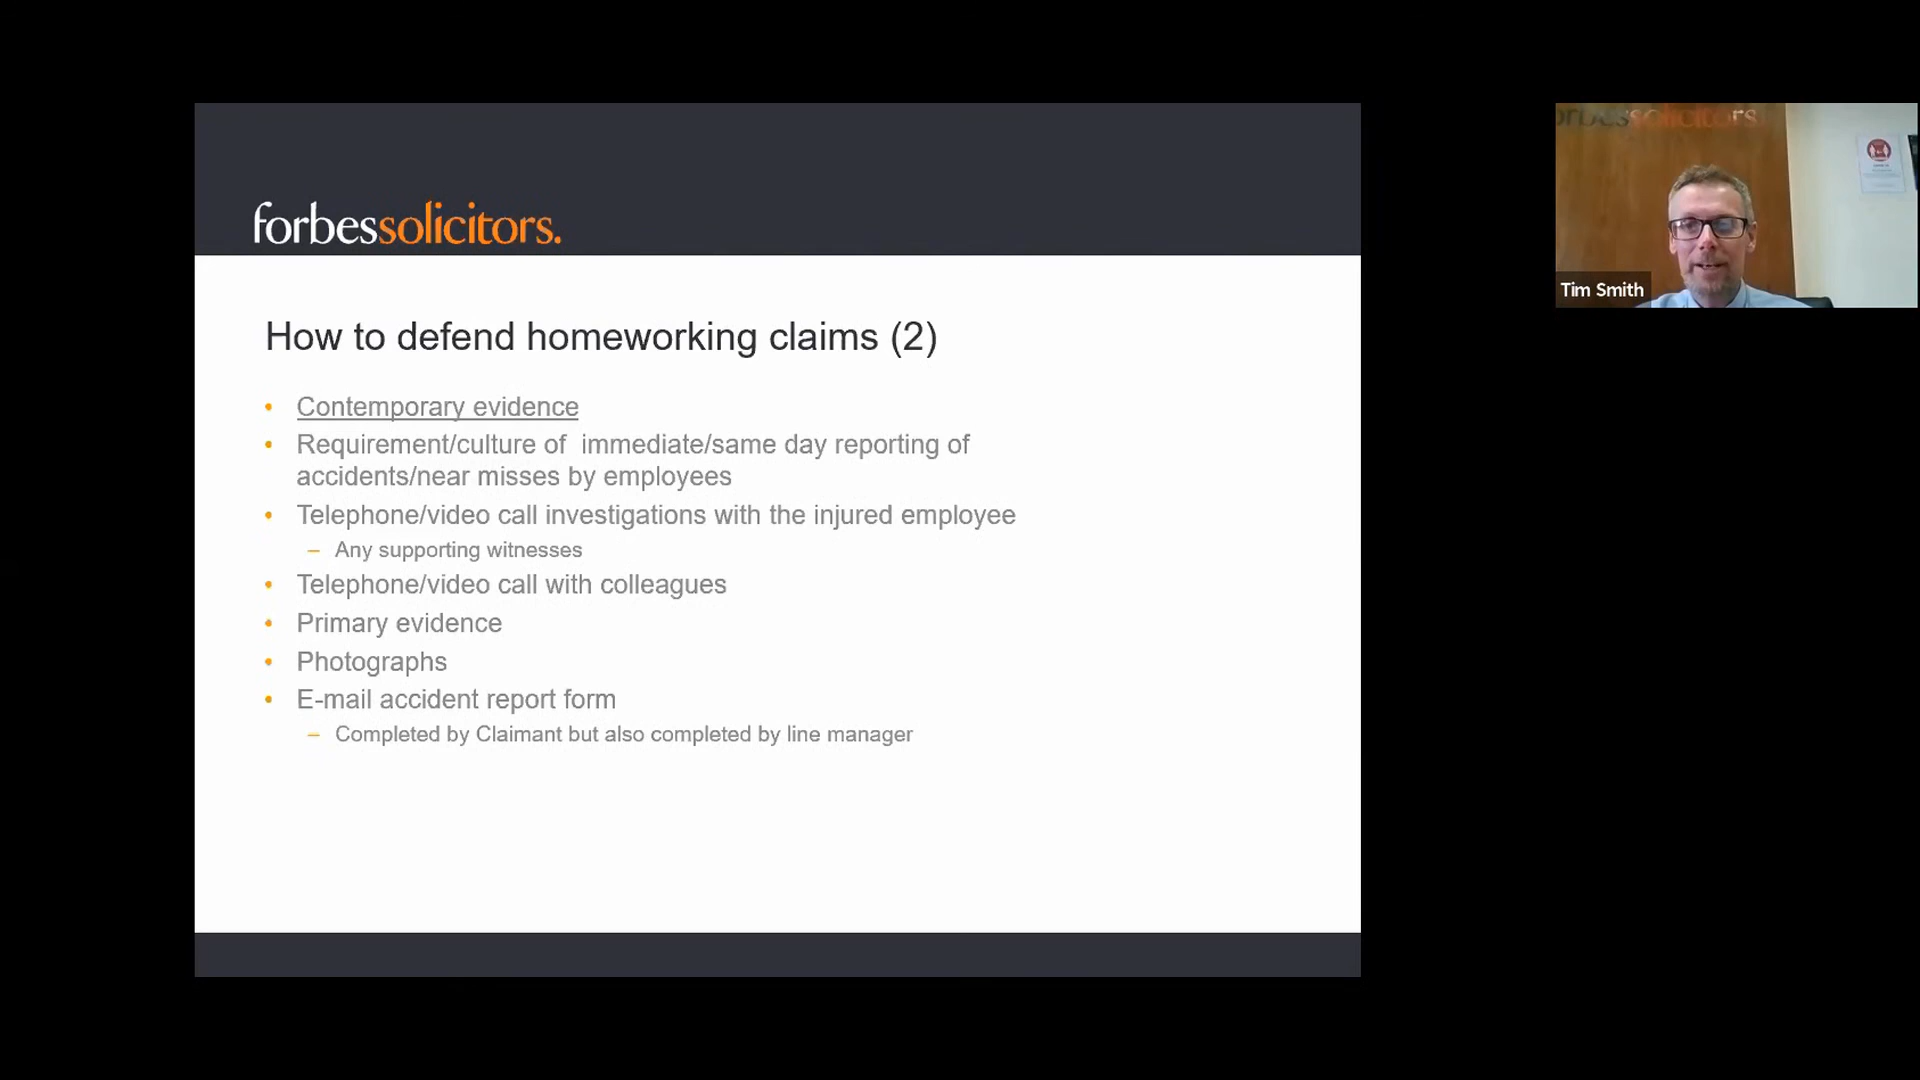 forbessolicitors.
How to defend homeworking claims (2)
• Contemporary evidence
• Requirement/culture of immediate/same day reporting of
accidents/near misses by employees
• Telephone/video call investigations with the injured employee
– Any supporting witnesses
• Telephone/video call with colleagues
• Primary evidence
• Photographs
• E-mail accident report form
– Completed by Claimant but also completed by line manager
forbessolicitors.
Tim Smith